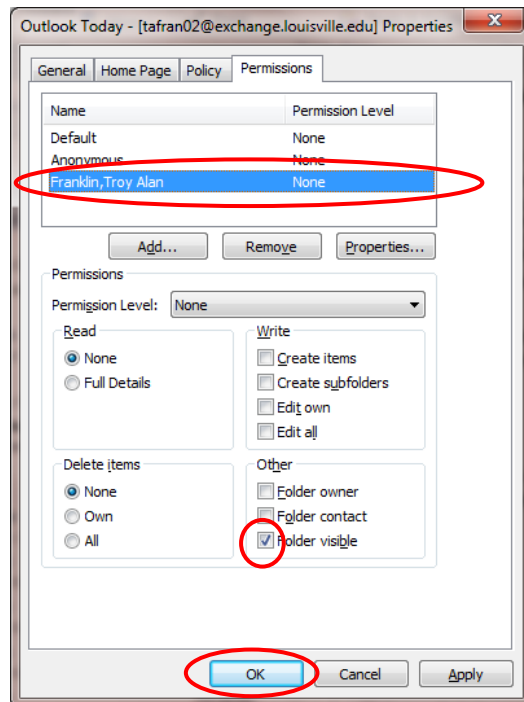 Outlook Today - [tafran02@exchange.louisville.edu] Properties
General Home Page Policy Permissions
Name Permission Level
Default None
Anonymous None
Franklin,Troy Alan None
Add... Remove Properties...
Permissions
Permission Level: None
Read Write
None Create items
Full Details Create subfolders
Edit own
Edit all
Delete items Other
None Folder owner
Own Folder contact
All Folder visible
OK Cancel Apply